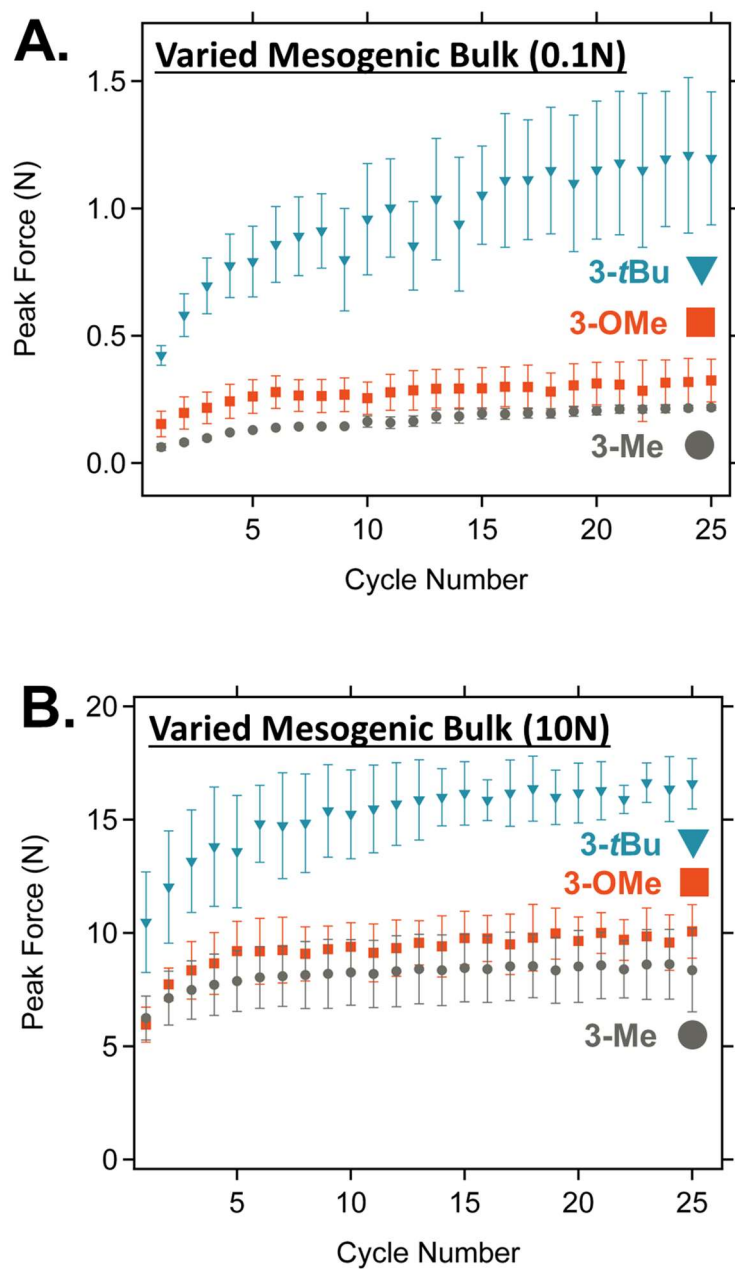 A.
Varied Mesogenic Bulk (0.1N)
1.5
1.0
0.5
0.0
Peak Force (N)
3-tBu
3-OMe
3-Me
5
10
15
20
25
Cycle Number
B.
Varied Mesogenic Bulk (10N)
20
15
10
5
0
Peak Force (N)
3-tBu
3-OMe
3-Me
5
10
15
20
25
Cycle Number